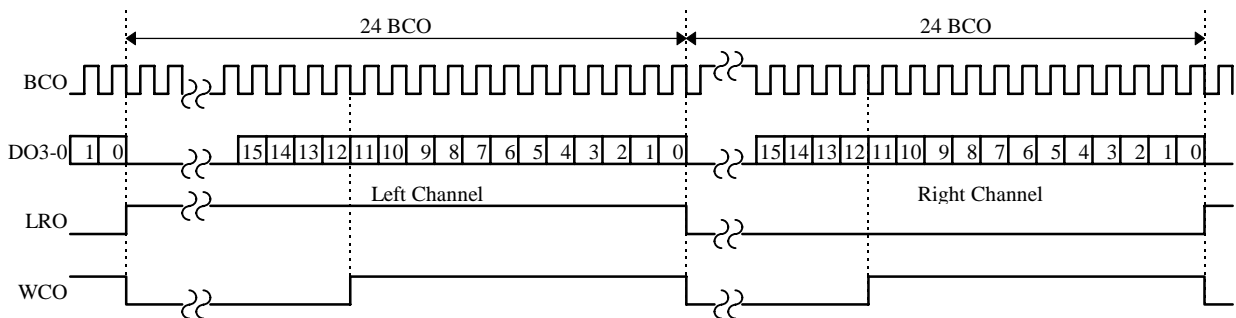 24 BCO 24 BCO
BCO
DO3-0 1 0 15 14 13 12 11 10 9 8 7 6 5 4 3 2 1 0 15 14 13 12 11 10 9 8 7 6 5 4 3 2 1 0
Left Channel Right Channel
LRO
WCO